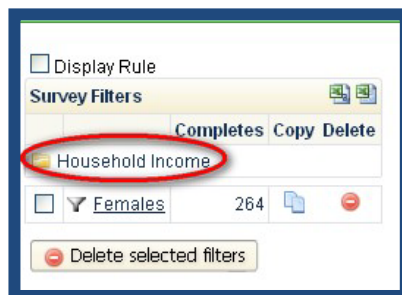 Display Rule
Survey Filters
Completes Copy Delete
Household Income
Females 264
Delete selected filters